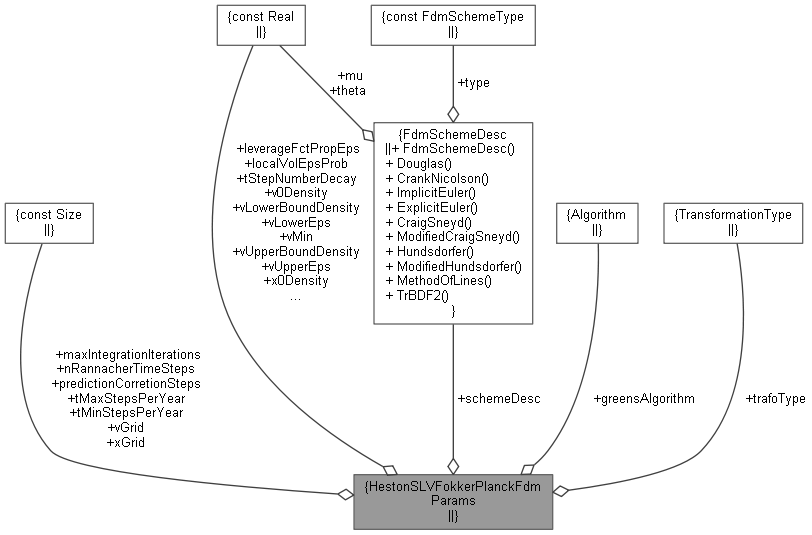 {const Real
||}
{const FdmSchemeType
||}
+mu
+theta
+type
{FdmSchemeDesc
||+ FdmSchemeDesc()
+ Douglas()
+ CrankNicolson()
+ ImplicitEuler()
+ ExplicitEuler()
+ CraigSneyd()
+ ModifiedCraigSneyd()
+ Hundsdorfer()
+ ModifiedHundsdorfer()
+ MethodOfLines()
+ TrBDF2()
}
+leverageFctPropEps
+localVolEpsProb
+tStepNumberDecay
+v0Density
+vLowerBoundDensity
+vLowerEps
+vMin
+vUpperBoundDensity
+vUpperEps
+x0Density
...
{const Size
||}
{Algorithm
||}
{TransformationType
||}
+maxIntegrationIterations
+nRannacherTimeSteps
+predictionCorretionSteps
+tMaxStepsPerYear
+tMinStepsPerYear
+vGrid
+xGrid
+schemeDesc
+greensAlgorithm
+trafoType
{HestonSLVFokkerPlanckFdm
Params
||}